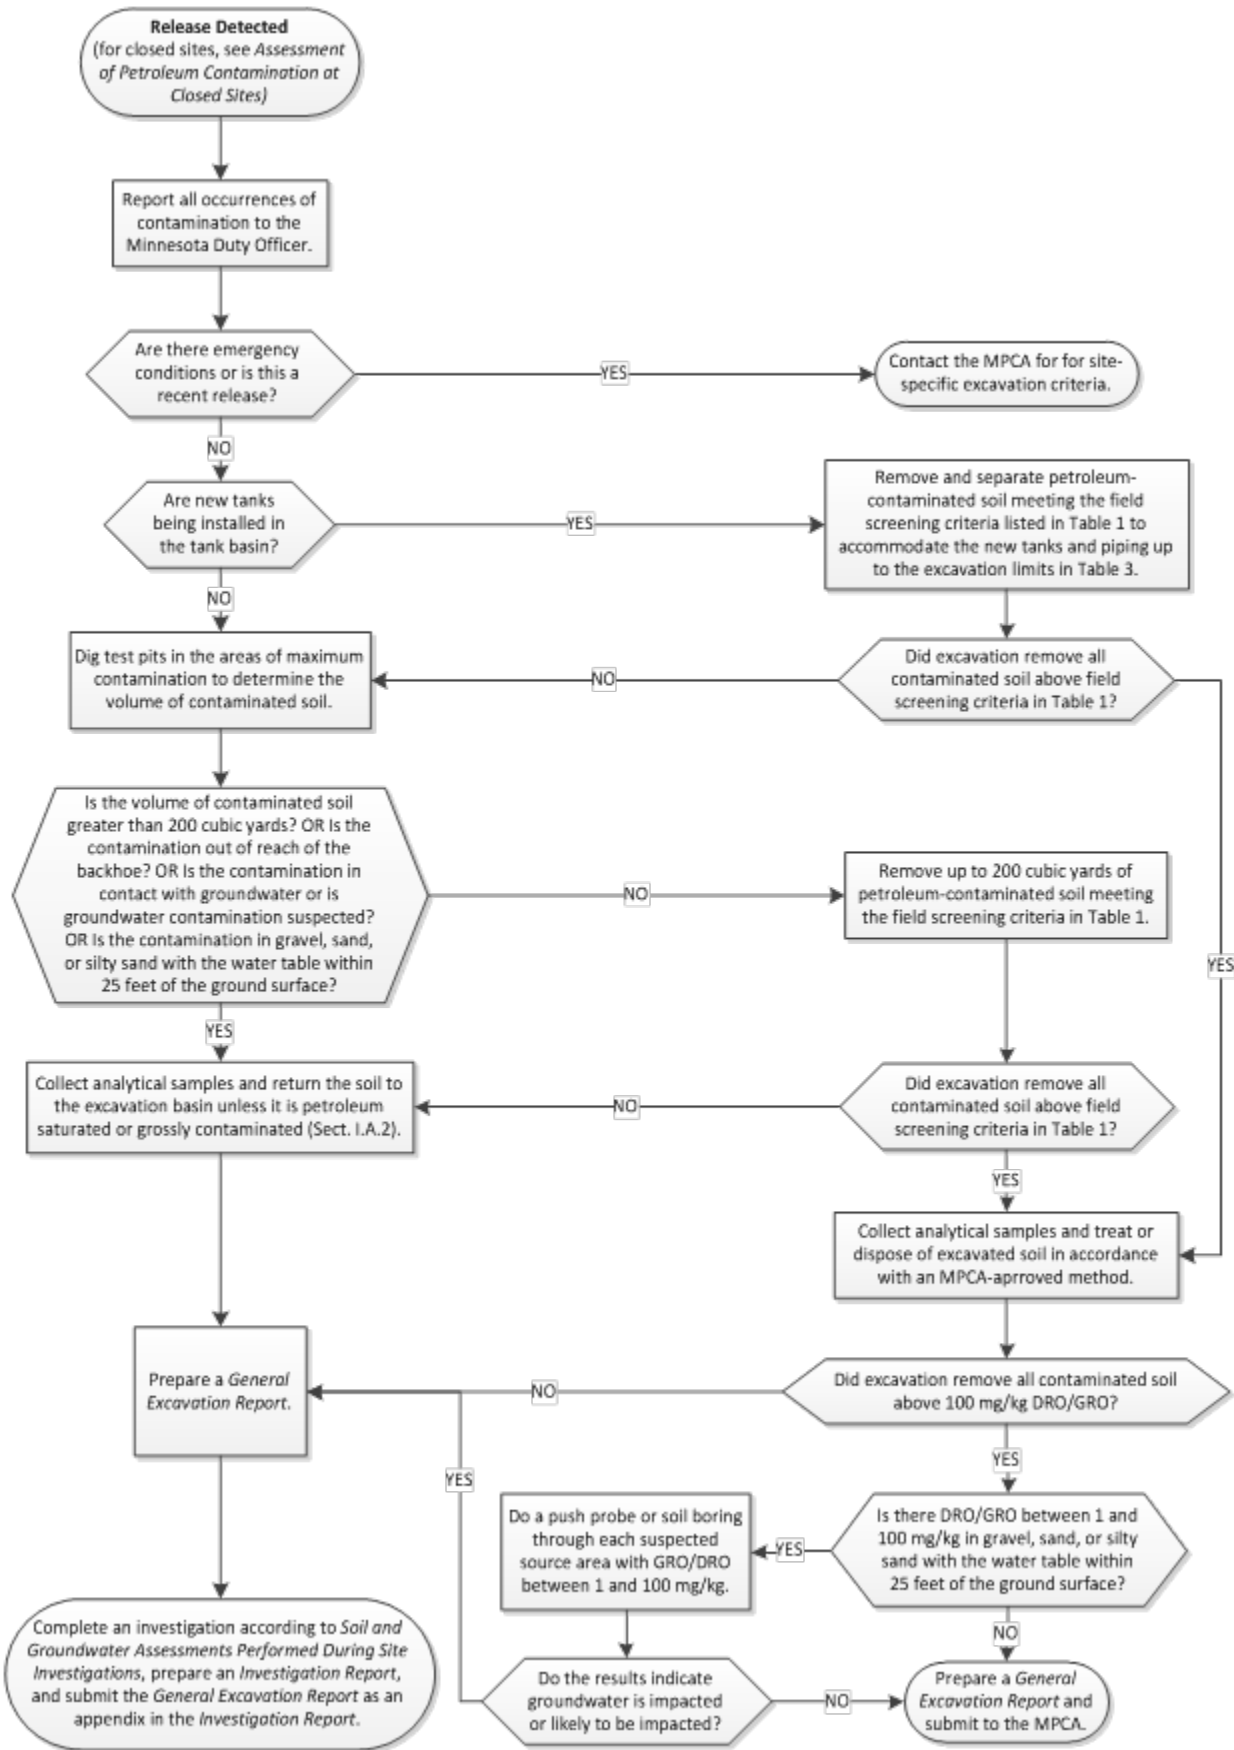 Release Detected
(for closed sites, see Assessment
of Petroleum Contamination at
Closed Sites)
Report all occurrences of
contamination to the
Minnesota Duty Officer.
Are there emergency
conditions or is this a
recent release?
YES
Contact the MPCA for for site-
specific excavation criteria.
NO
Are new tanks
being installed in
the tank basin?
YES
Remove and separate petroleum-
contaminated soil meeting the field
screening criteria listed in Table 1 to
accommodate the new tanks and piping up
to the excavation limits in Table 3.
NO
Dig test pits in the areas of maximum
contamination to determine the
volume of contaminated soil.
NO
Did excavation remove all
contaminated soil above field
screening criteria in Table 1?
YES
Is the volume of contaminated soil
greater than 200 cubic yards? OR Is the
contamination out of reach of the
backhoe? OR Is the contamination in
contact with groundwater or is
groundwater contamination suspected?
OR Is the contamination in gravel, sand,
or silty sand with the water table within
25 feet of the ground surface?
NO
Remove up to 200 cubic yards of
petroleum-contaminated soil meeting
the field screening criteria in Table 1.
YES
Collect analytical samples and return the soil to
the excavation basin unless it is petroleum
saturated or grossly contaminated (Sect. I.A.2).
NO
Did excavation remove all
contaminated soil above field
screening criteria in Table 1?
YES
Collect analytical samples and treat or
dispose of excavated soil in accordance
with an MPCA-aprroved method.
Prepare a General
Excavation Report.
NO
Did excavation remove all contaminated soil
above 100 mg/kg DRO/GRO?
YES
YES
Do a push probe or soil boring
through each suspected
source area with GRO/DRO
between 1 and 100 mg/kg.
YES
Is there DRO/GRO between 1 and
100 mg/kg in gravel, sand, or silty
sand with the water table within
25 feet of the ground surface?
NO
Complete an investigation according to Soil and
Groundwater Assessments Performed During Site
Investigations, prepare an Investigation Report,
and submit the General Excavation Report as an
appendix in the Investigation Report.
Do the results indicate
groundwater is impacted
or likely to be impacted?
NO
Prepare a General
Excavation Report and
submit to the MPCA.